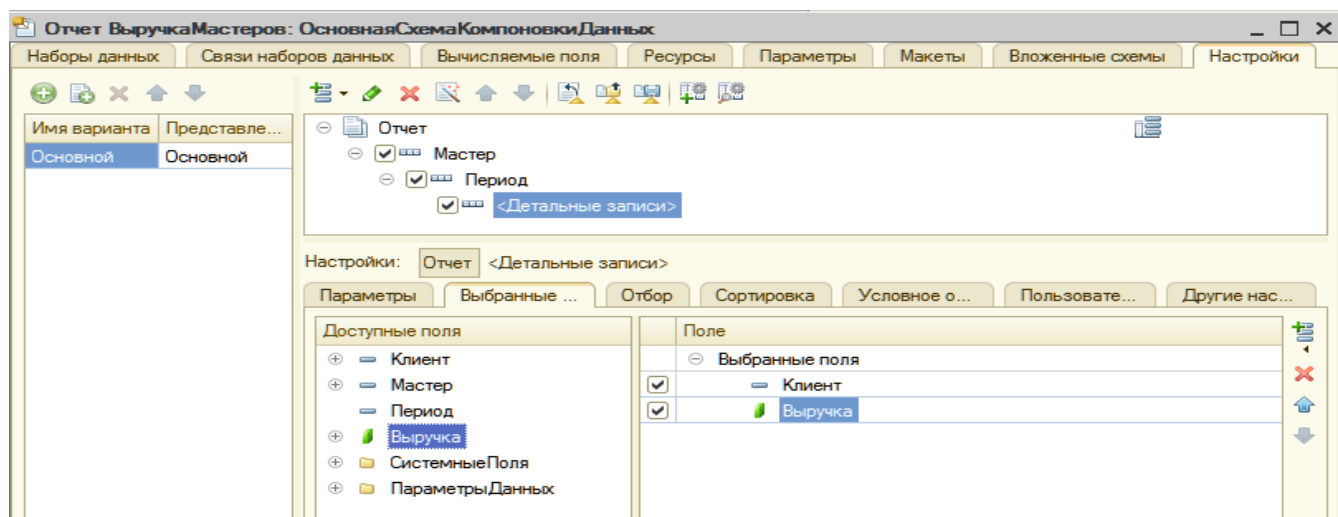 Отчет ВыручкаМастеров: ОсновнаяСхемаКомпоновкиДанных
Наборы данных Связи наборов данных Вычисляемые поля Ресурсы Параметры Макеты Вложенные схемы Настройки
Имя варианта Представле...
Основной Основной
Отчет
Мастер
Период
<Детальные записи>
Настройки: Отчет <Детальные записи>
Параметры Выбранные ... Отбор Сортировка Условное о... Пользовате... Другие нас...
Доступные поля Поле
Клиент Выбранные поля
Мастер Клиент
Период Выручка
Выручка
СистемныеПоля
ПараметрыДанных